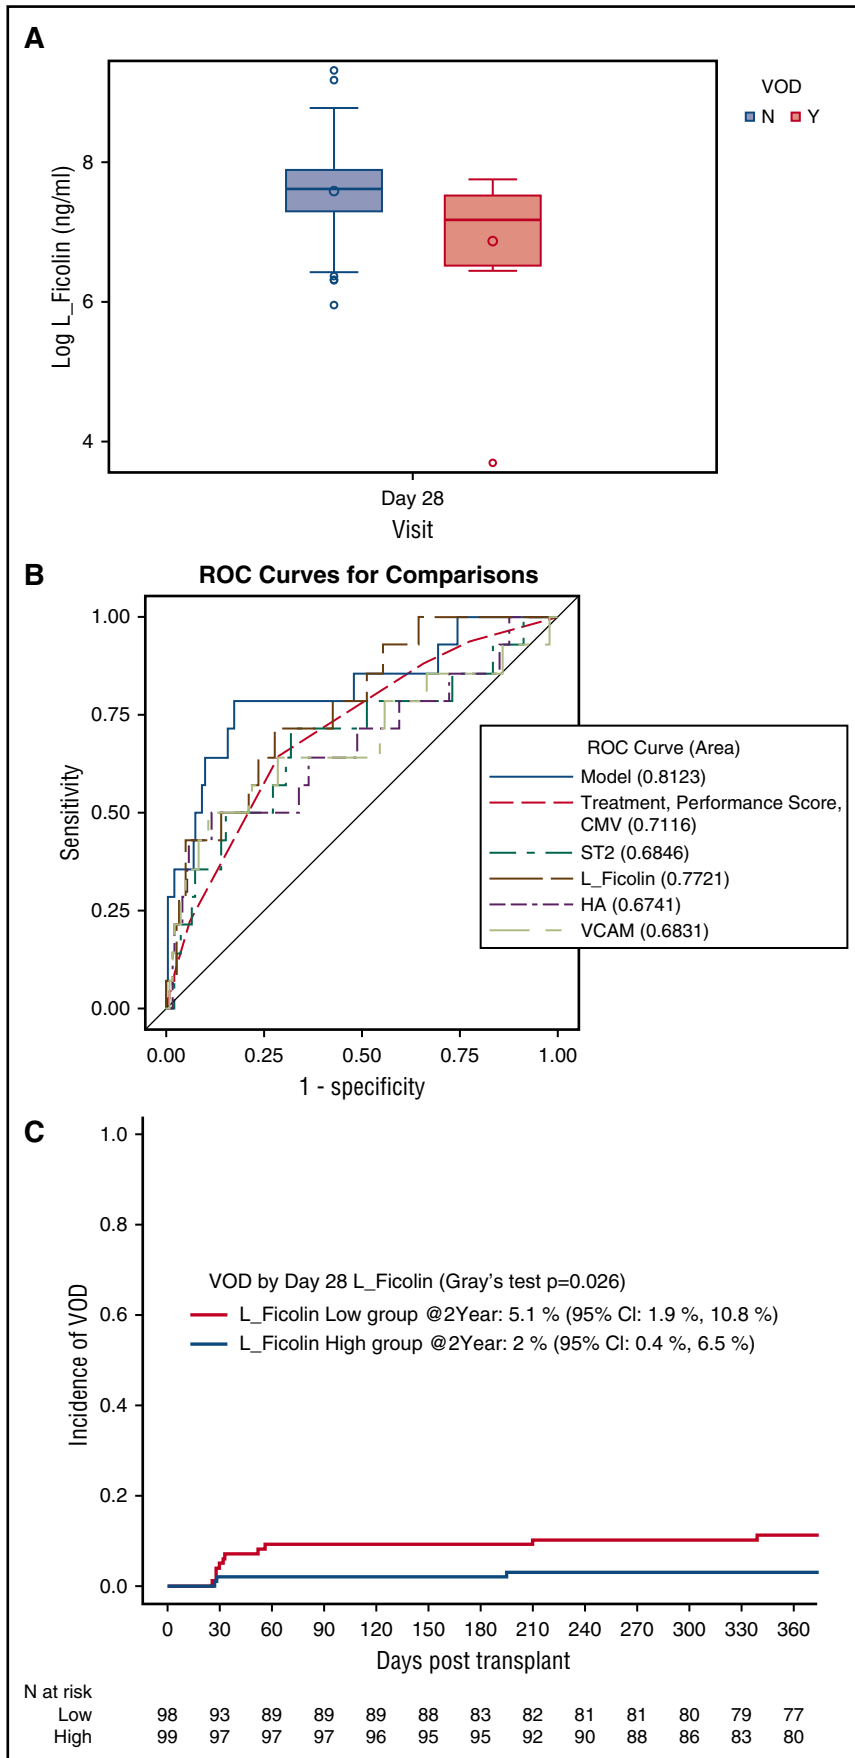 A
VOD
N Y
8
6
4
Log L_Ficolin (ng/ml)
Day 28
Visit
B
ROC Curves for Comparisons
1.00
0.75
0.50
0.25
0.00
Sensitivity
0.00 0.25 0.50 0.75 1.00
1 - specificity
ROC Curve (Area)
Model (0.8123)
Treatment, Performance Score,
CMV (0.7116)
ST2 (0.6846)
L_Ficolin (0.7721)
HA (0.6741)
VCAM (0.6831)
C
1.0
0.8
0.6
0.4
0.2
0.0
Incidence of VOD
VOD by Day 28 L_Ficolin (Gray's test p=0.026)
L_Ficolin Low group @2Year: 5.1 % (95% CI: 1.9 %, 10.8 %)
L_Ficolin High group @2Year: 2 % (95% CI: 0.4 %, 6.5 %)
0 30 60 90 120 150 180 210 240 270 300 330 360
Days post transplant
N at risk
Low 98 93 89 89 89 88 83 82 81 81 80 79 77
High 99 97 97 97 96 95 95 92 90 88 86 83 80